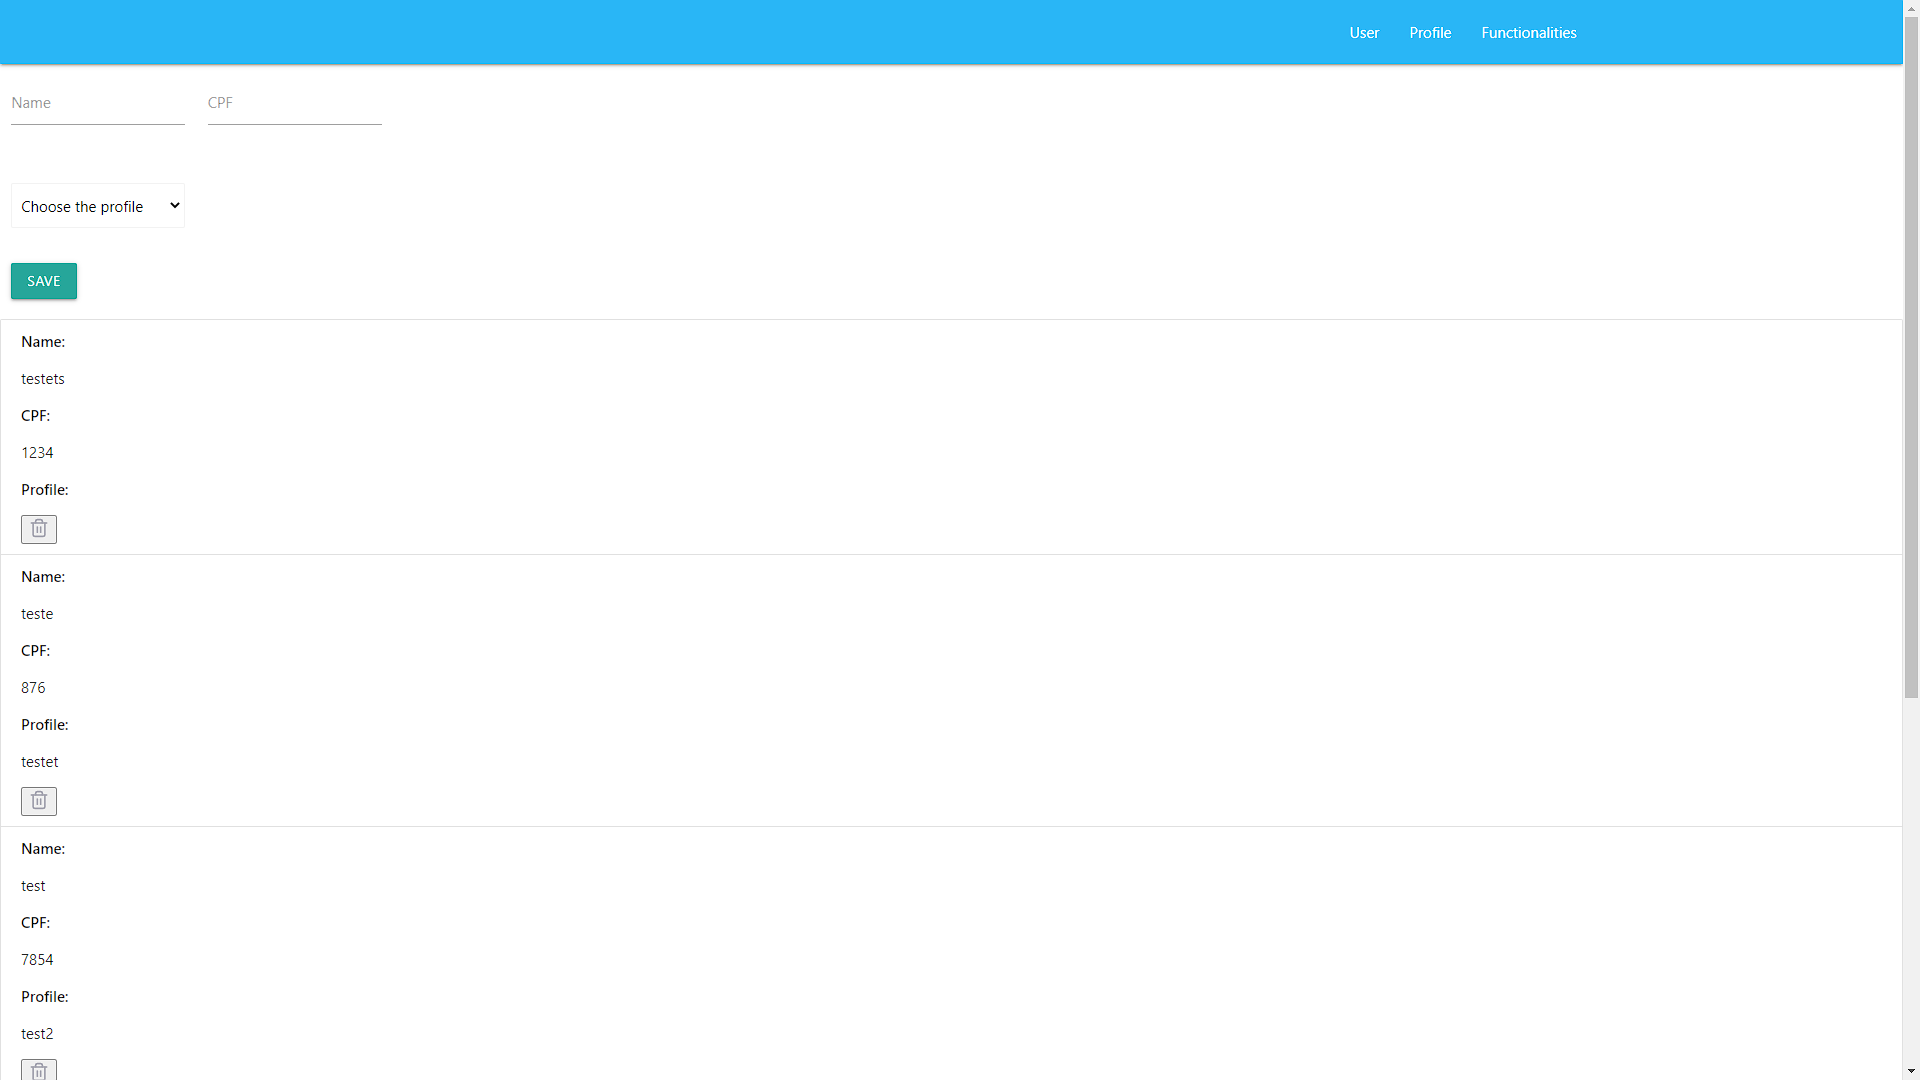 User Profile Functionalities
Name CPF
Choose the profile
SAVE
Name:
testets
CPF:
1234
Profile:
Name:
teste
CPF:
876
Profile:
testet
Name:
test
CPF:
7854
Profile:
test2